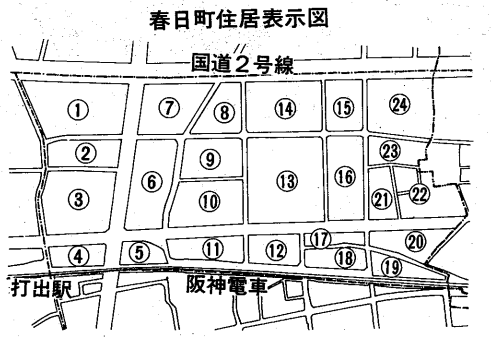 春日町住居表示図
国道2号線
① ⑦ ⑧ ⑭ ⑮ ㉔
② ⑨ ㉓
③ ⑥ ⑩ ⑬ ⑯ ㉑ ㉒
④ ⑤ ⑪ ⑫ ⑰ ⑱ ⑲ ⑳
打出駅
阪神電車